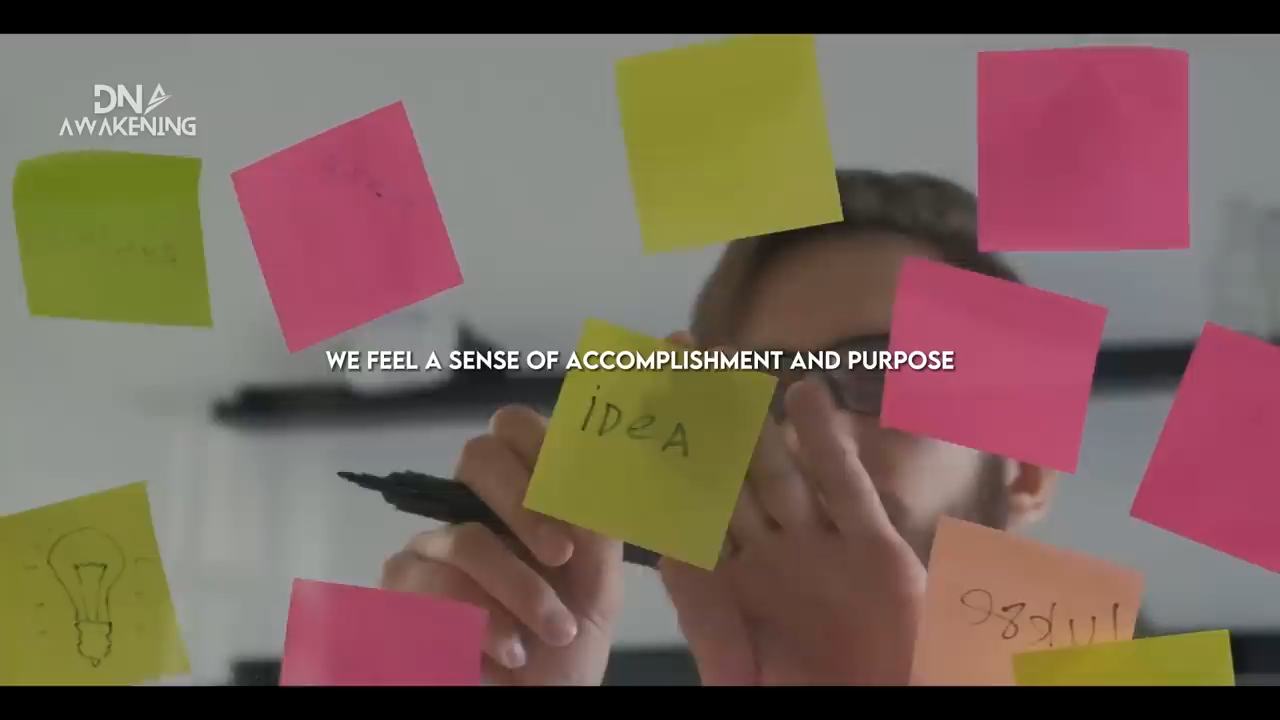 DNA
AWAKENING
WE FEEL A SENSE OF ACCOMPLISHMENT AND PURPOSE
iDeA